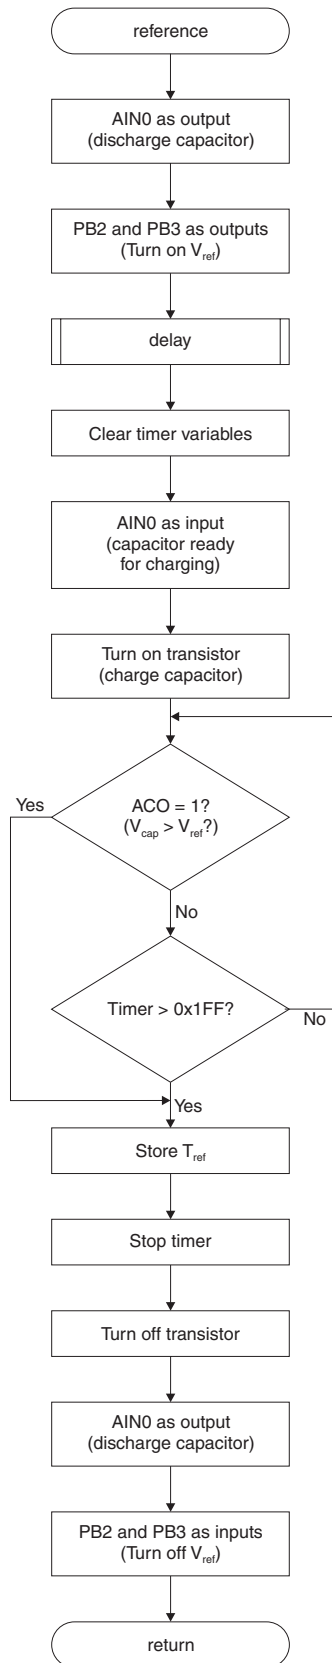 reference
AIN0 as output
(discharge capacitor)
PB2 and PB3 as outputs
(Turn on Vref)
delay
Clear timer variables
AIN0 as input
(capacitor ready
for charging)
Turn on transistor
(charge capacitor)
Yes
ACO = 1?
(Vcap > Vref?)
No
Timer > 0x1FF?
No
Yes
Store Tref
Stop timer
Turn off transistor
AIN0 as output
(discharge capacitor)
PB2 and PB3 as inputs
(Turn off Vref)
return